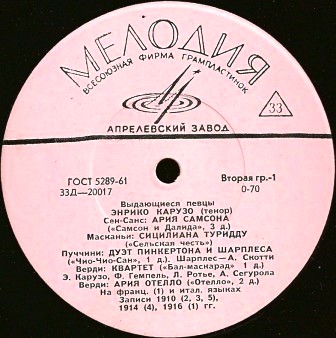 МЕЛОДИЯ
ВСЕСОЮЗНАЯ ФИРМА ГРАМПЛАСТИНОК
33
АПРЕЛЕВСКИЙ ЗАВОД
ГОСТ 5289-61
33Д—20017
Вторая гр.-1
0-70
Выдающиеся певцы
ЭНРИКО КАРУЗО (тенор)
Сен-Санс: АРИЯ САМСОНА
(«Самсон и Далида», 3 д.)
Масканьи: СИЦИЛИАНА ТУРИДДУ
(«Сельская честь»)
Пуччини: ДУЭТ ПИНКЕРТОНА И ШАРПЛЕСА
(«Чио-Чио-Сан», 1 д.). Шарплес—А. Скотти
Верди: КВАРТЕТ («Бал-маскарад» 1 д.)
Э. Карузо, Ф. Гемпель, Л. Ротье, А. Сегурола
Верди: АРИЯ ОТЕЛЛО («Отелло», 2 д.)
На франц. (1) и итал. языках
Записи 1910 (2, 3, 5),
1914 (4), 1916 (1) гг.